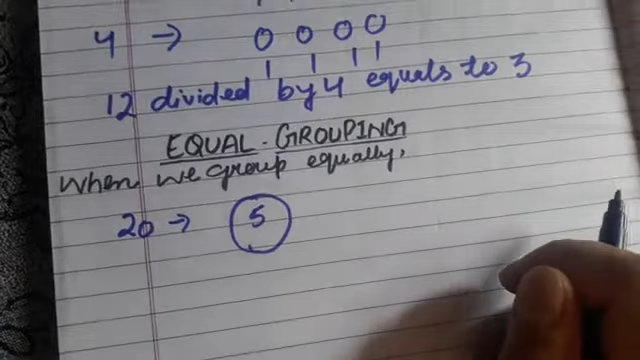 4 → 0 0 0 0
12 divided by 4 equals to 3
EQUAL-GROUPING
When we group equally,
20 → 5